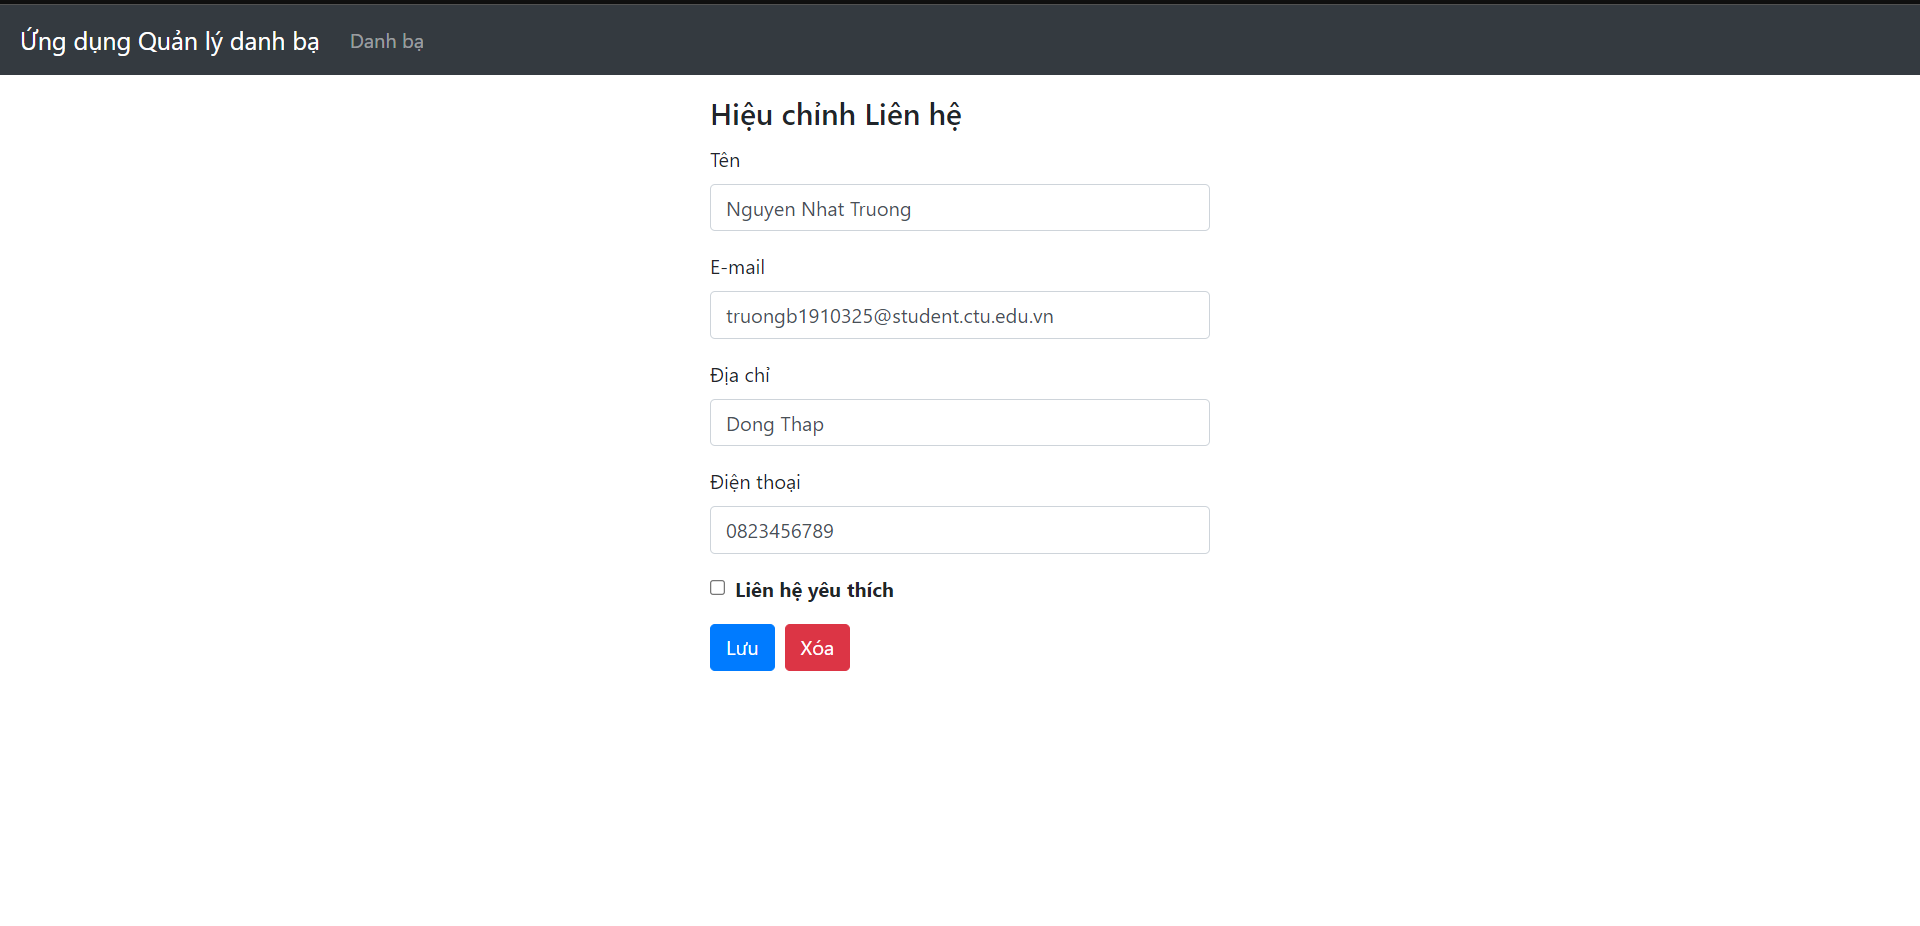 Ứng dụng Quản lý danh bạ Danh bạ
Hiệu chỉnh Liên hệ
Tên
Nguyen Nhat Truong
E-mail
truongb1910325@student.ctu.edu.vn
Địa chỉ
Dong Thap
Điện thoại
0823456789
Liên hệ yêu thích
Lưu Xóa